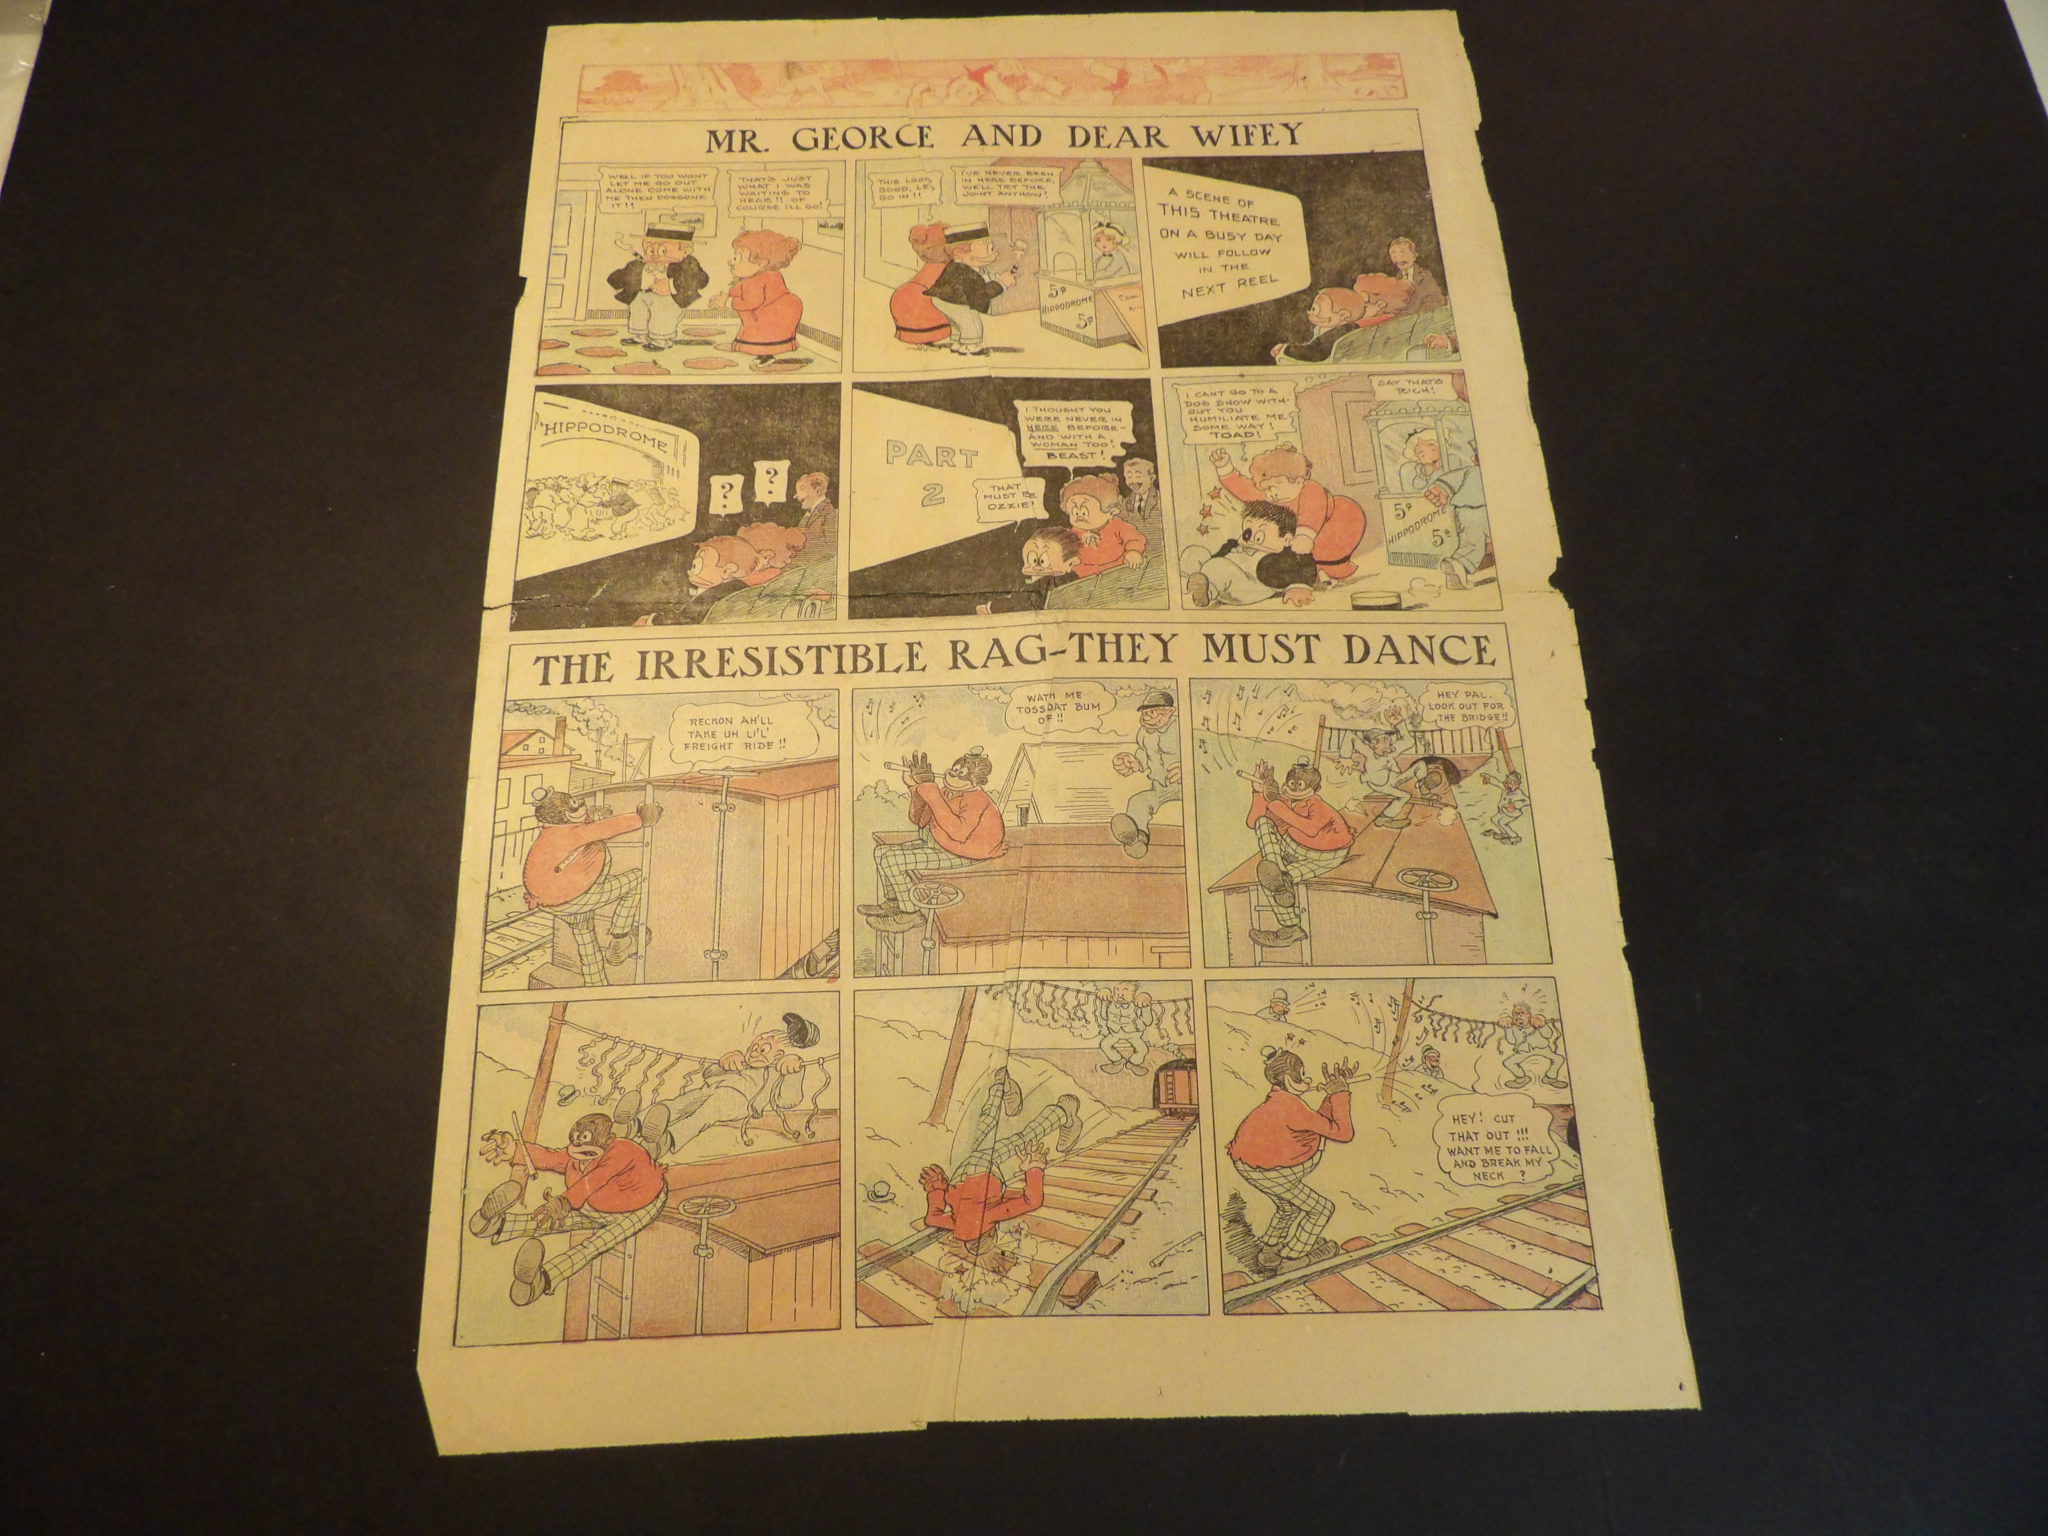 MR. GEORGE AND DEAR WIFEY
WELL IF YOU WONT
LET ME GO OUT
ALONE COME WITH
ME THEN DOGGONE
IT!!
THAT'S JUST
WHAT I WAS
WAITING TO
HEAR!! OF
COURSE I'LL GO!
THIS LOOKS
GOOD, LE'S
GO IN!!
I'VE NEVER BEEN
IN HERE BEFORE,
WE'LL TRY THE
JOINT ANYHOW!
5¢
HIPPODROME
5¢
A SCENE OF
THIS THEATRE
ON A BUSY DAY
WILL FOLLOW
IN THE
NEXT REEL
HIPPODROME
?
?
PART
2
I THOUGHT YOU
WERE NEVER IN
HERE BEFORE-
AND WITH A
WOMAN TOO!
BEAST!
THAT
MUST BE
OZZIE!
I CANT GO TO A
DOG SHOW WITH-
OUT YOU
HUMILIATE ME
SOME WAY!
TOAD!
SAY THAT'S
RICH!
5¢
HIPPODROME
5¢
THE IRRESISTIBLE RAG-THEY MUST DANCE
RECKON AH'LL
TAKE UH LI'L'
FREIGHT RIDE!!
WATH ME
TOSS DAT BUM
OF!!
HEY PAL.
LOOK OUT FOR
THE BRIDGE!!
HEY! CUT
THAT OUT!!!
WANT ME TO FALL
AND BREAK MY
NECK ?